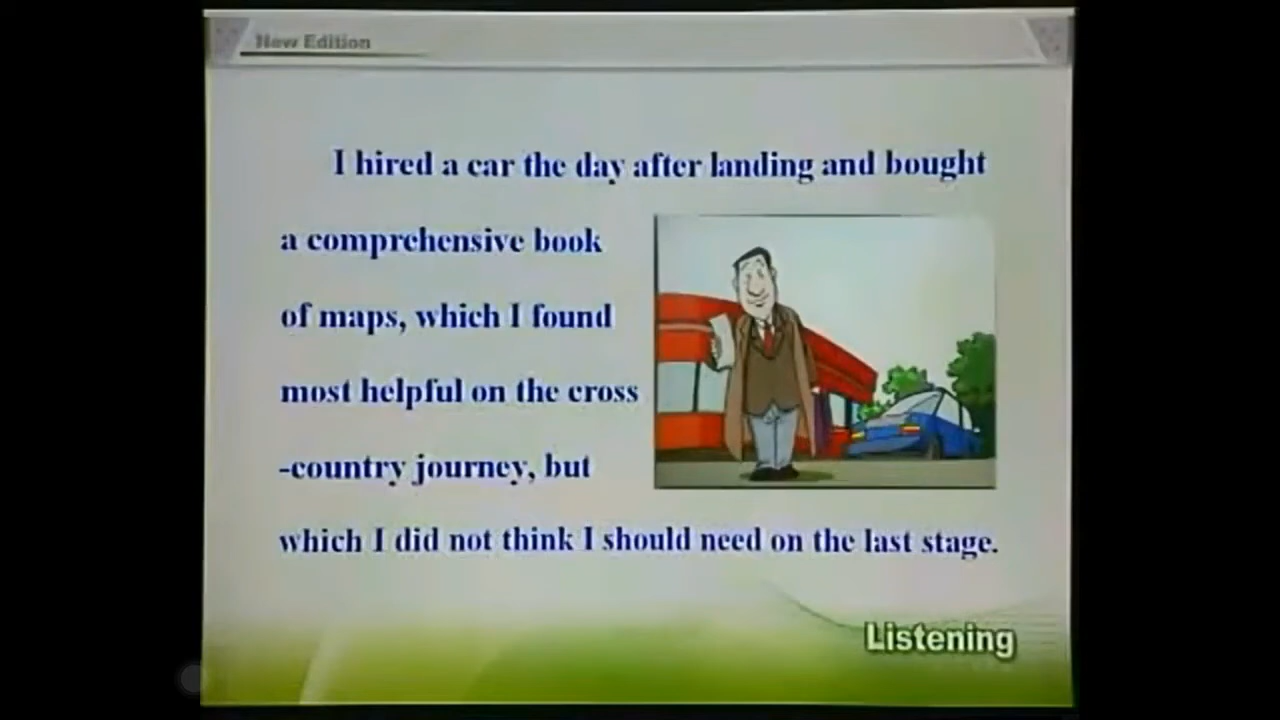 New Edition
I hired a car the day after landing and bought
a comprehensive book
of maps, which I found
most helpful on the cross
-country journey, but
which I did not think I should need on the last stage.
Listening